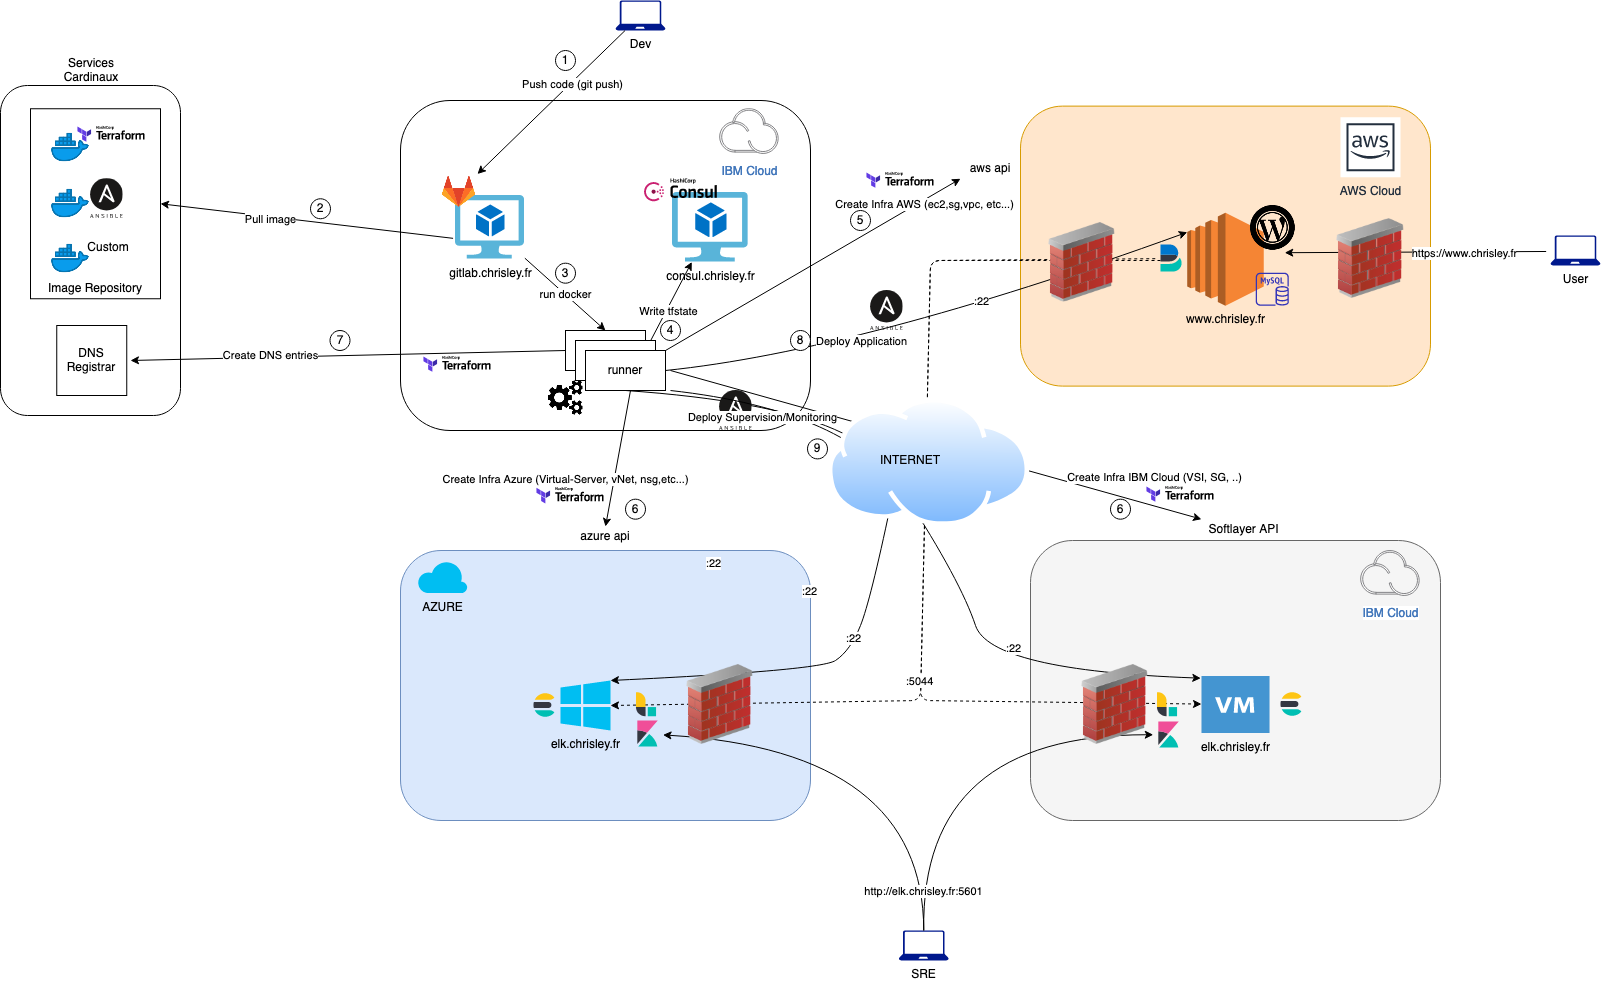 Dev
1
Push code (git push)
Services
Cardinaux
HashiCorp
Terraform
ANSIBLE
Custom
Image Repository
DNS
Registrar
2
Pull image
IBM Cloud
HashiCorp
Consul
gitlab.chrisley.fr
consul.chrisley.fr
3
run docker
Write tfstate
4
runner
7
Create DNS entries
HashiCorp
Terraform
aws api
HashiCorp
Terraform
Create Infra AWS (ec2,sg,vpc, etc...)
5
ANSIBLE
:22
8
Deploy Application
aws
AWS Cloud
W
MySQL
www.chrisley.fr
https://www.chrisley.fr
User
Deploy Supervision/Monitoring
ANSIBLE
9
INTERNET
Create Infra Azure (Virtual-Server, vNet, nsg,etc...)
HashiCorp
Terraform
6
azure api
Create Infra IBM Cloud (VSI, SG, ..)
HashiCorp
Terraform
6
Softlayer API
:22
:22
AZURE
IBM Cloud
:22
:22
:5044
elk.chrisley.fr
VM
elk.chrisley.fr
http://elk.chrisley.fr:5601
SRE